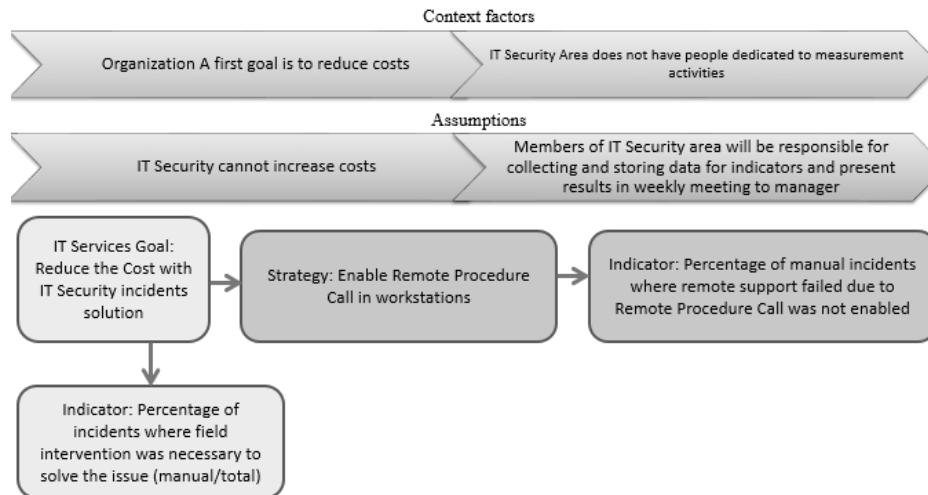 Context factors
Organization A first goal is to reduce costs
IT Security Area does not have people dedicated to measurement
activities
Assumptions
IT Security cannot increase costs
Members of IT Security area will be responsible for
collecting and storing data for indicators and present
results in weekly meeting to manager
IT Services Goal:
Reduce the Cost with
IT Security incidents
solution
Strategy: Enable Remote Procedure
Call in workstations
Indicator: Percentage of manual incidents
where remote support failed due to
Remote Procedure Call was not enabled
Indicator: Percentage of
incidents where field
intervention was necessary to
solve the issue (manual/total)